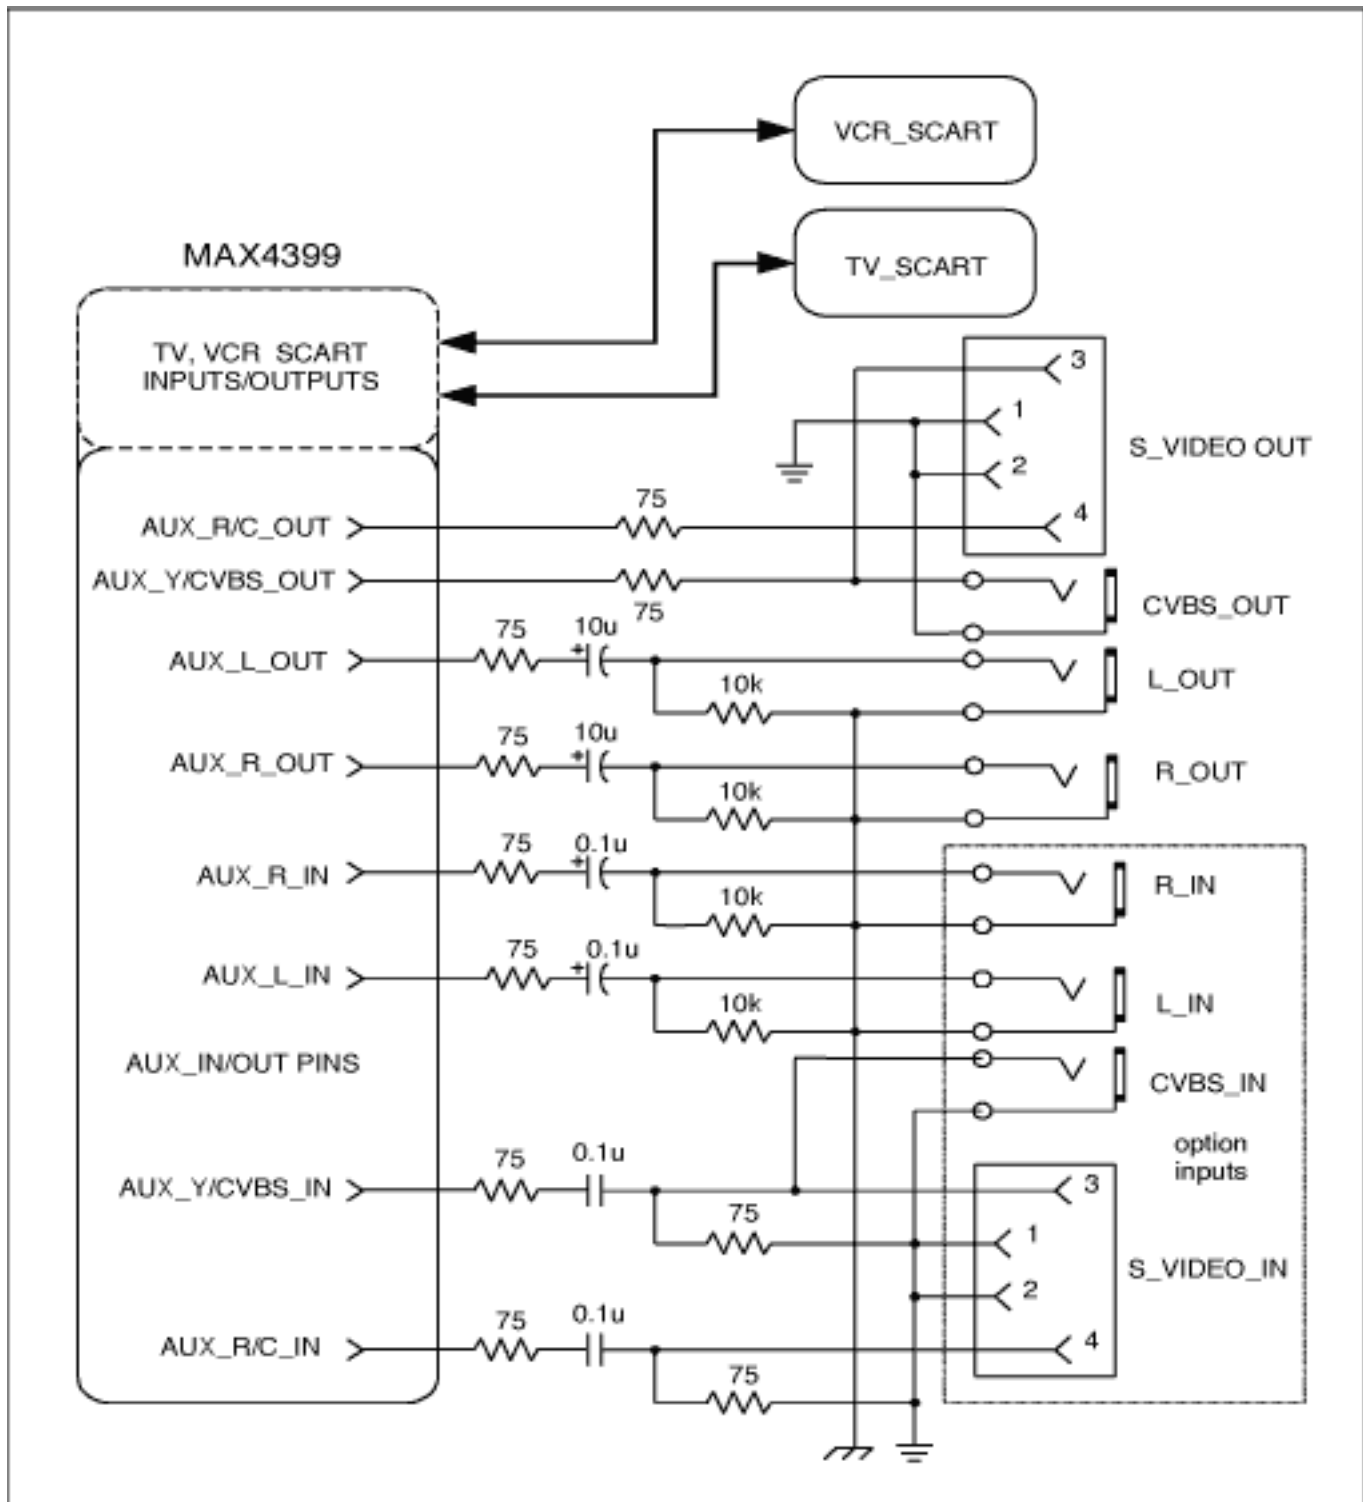 VCR_SCART
TV_SCART
MAX4399
TV, VCR SCART
INPUTS/OUTPUTS
3
1
2
4
S_VIDEO OUT
AUX_R/C_OUT
75
AUX_Y/CVBS_OUT
75
CVBS_OUT
AUX_L_OUT
75
+
10u
10k
L_OUT
AUX_R_OUT
75
+
10u
10k
R_OUT
AUX_R_IN
75
+
0.1u
10k
R_IN
AUX_L_IN
75
+
0.1u
10k
L_IN
AUX_IN/OUT PINS
CVBS_IN
option
inputs
AUX_Y/CVBS_IN
75
0.1u
75
3
1
2
4
S_VIDEO_IN
AUX_R/C_IN
75
0.1u
75